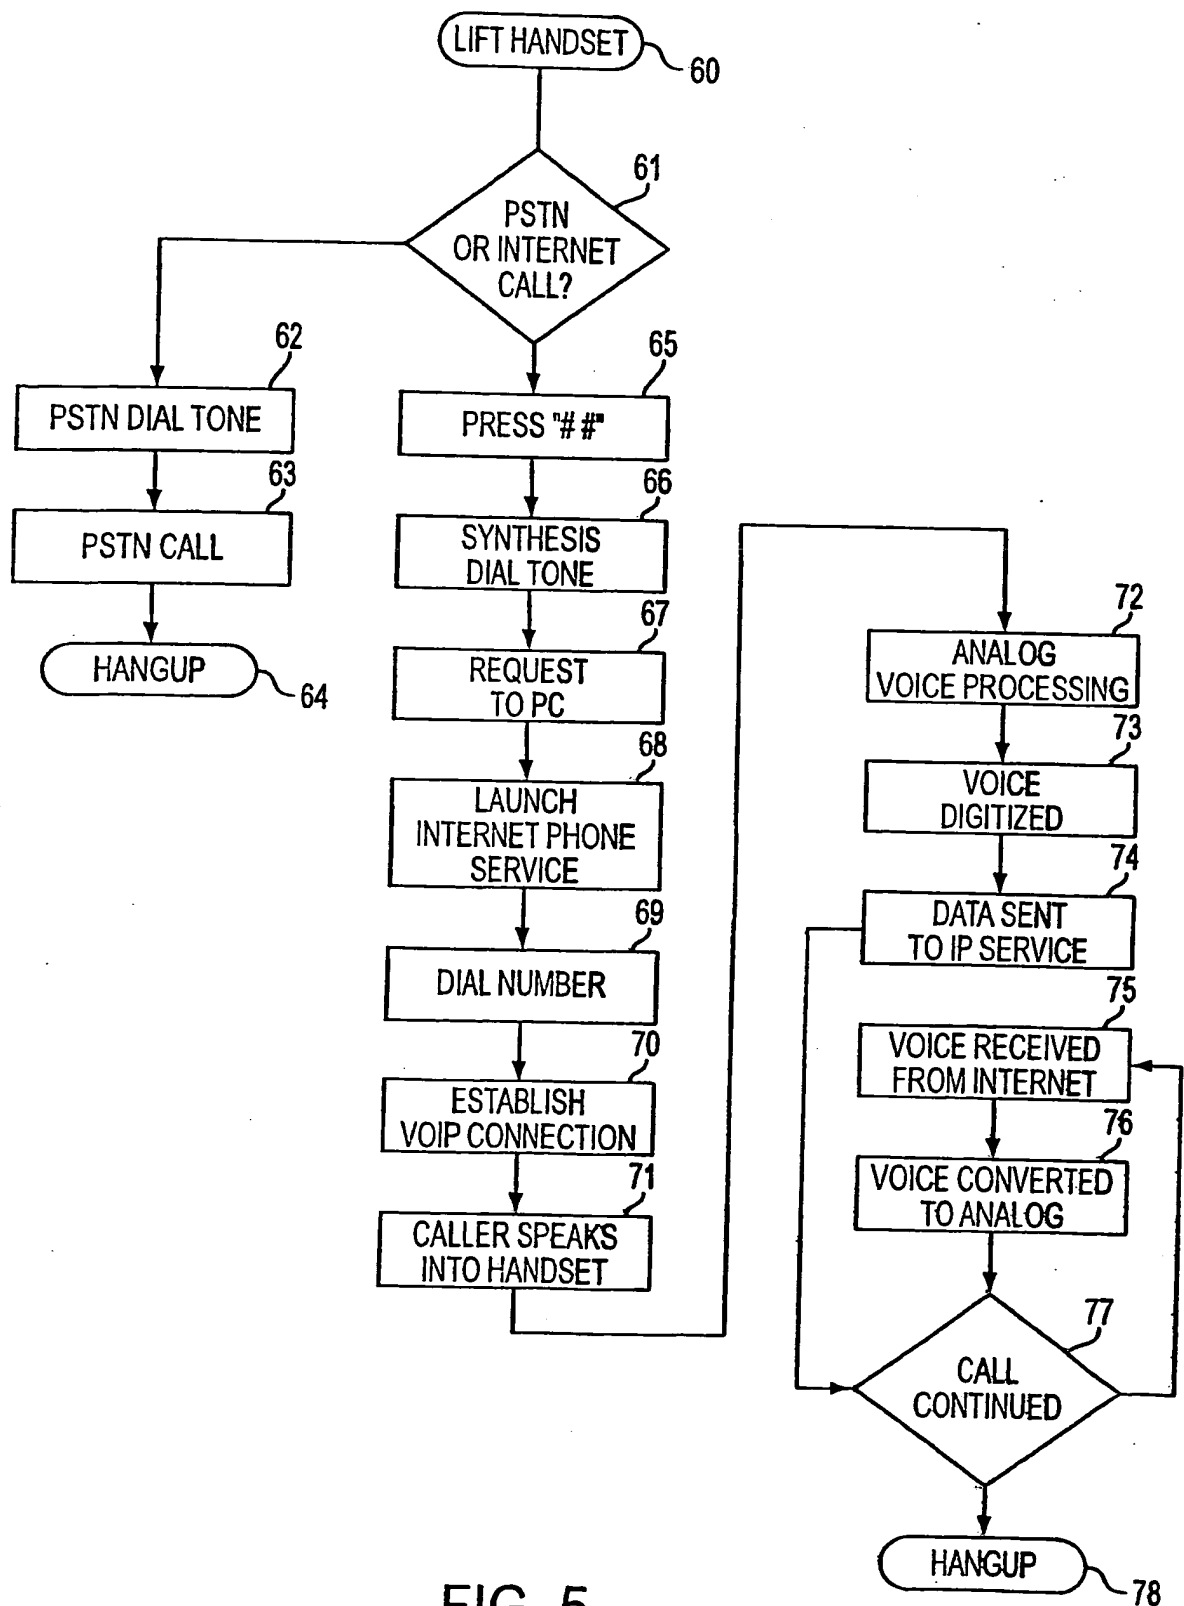 LIFT HANDSET
60
61
PSTN
OR INTERNET
CALL?
62
PSTN DIAL TONE
63
PSTN CALL
HANGUP
64
65
PRESS "# #"
66
SYNTHESIS
DIAL TONE
67
REQUEST
TO PC
68
LAUNCH
INTERNET PHONE
SERVICE
69
DIAL NUMBER
70
ESTABLISH
VOIP CONNECTION
71
CALLER SPEAKS
INTO HANDSET
72
ANALOG
VOICE PROCESSING
73
VOICE
DIGITIZED
74
DATA SENT
TO IP SERVICE
75
VOICE RECEIVED
FROM INTERNET
76
VOICE CONVERTED
TO ANALOG
77
CALL
CONTINUED
HANGUP
78
FIG. 5